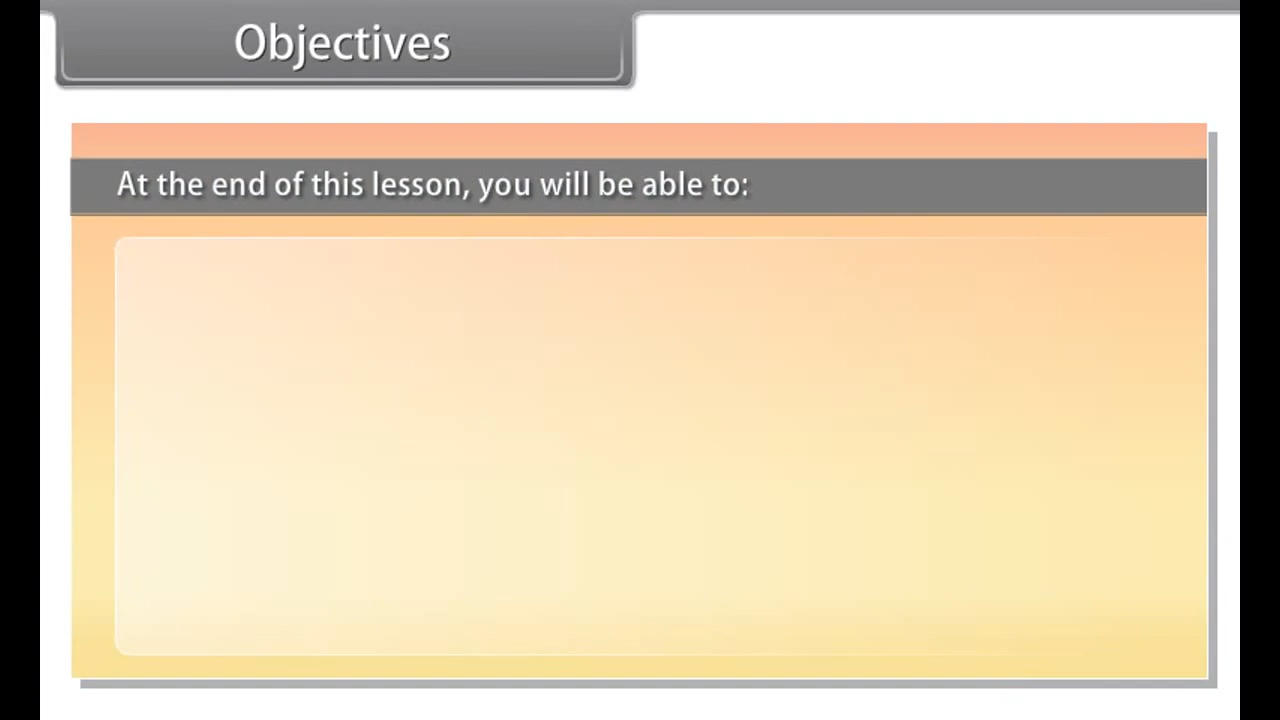 Objectives
At the end of this lesson, you will be able to: